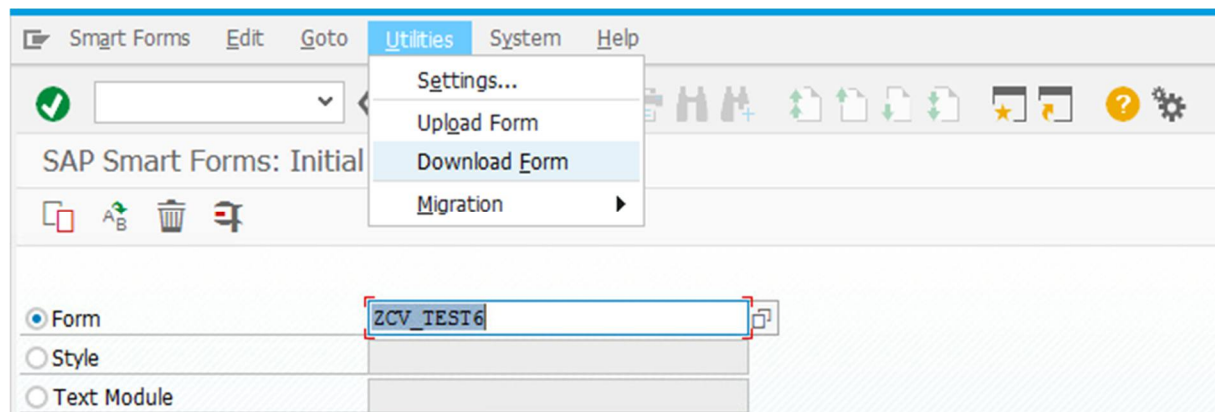 Smart Forms Edit Goto Utilities System Help
Settings...
Upload Form
SAP Smart Forms: Initial
Download Form
Migration
Form ZCV_TEST6
Style
Text Module